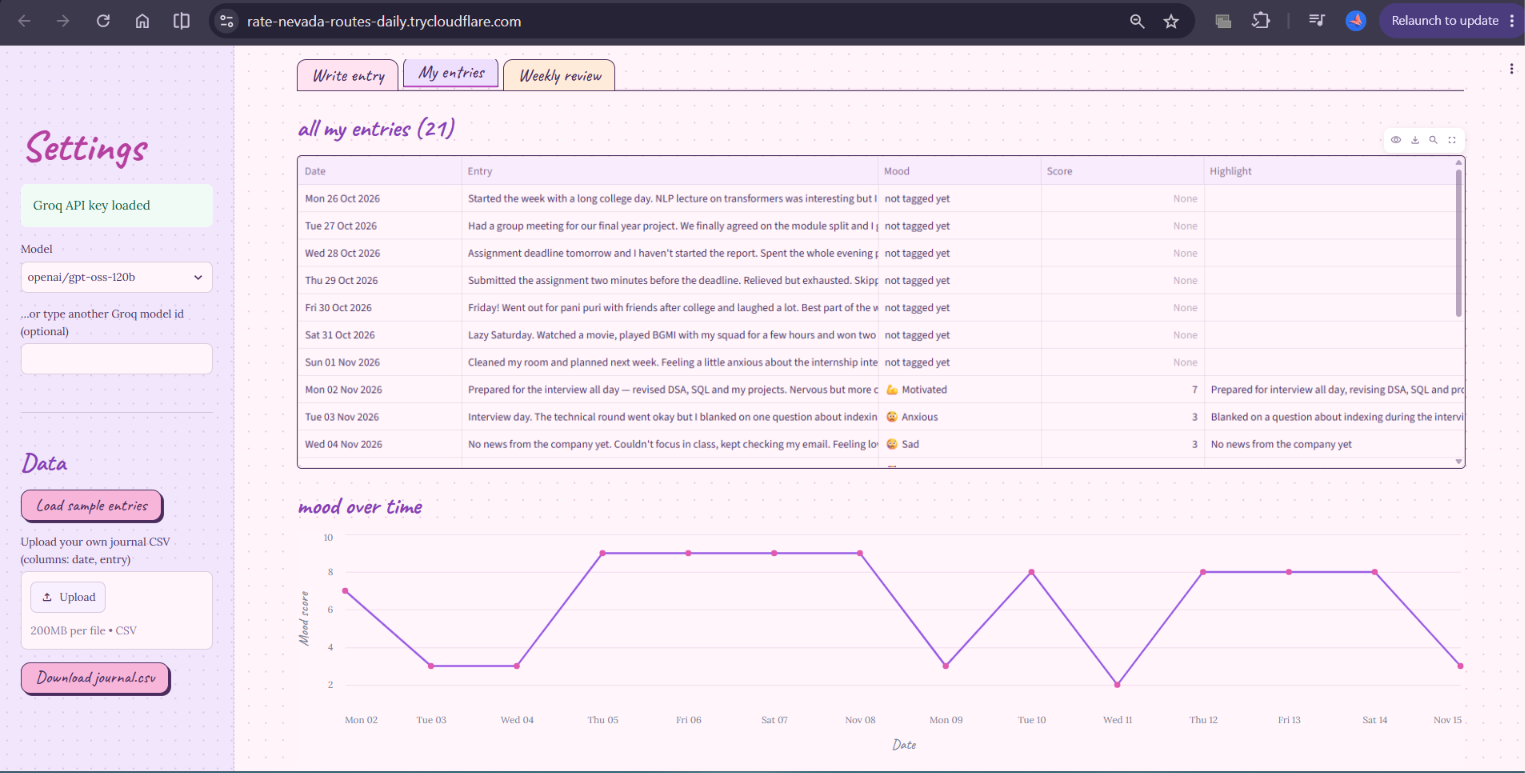 rate-nevada-routes-daily.trycloudflare.com
Relaunch to update
Settings
Groq API key loaded
Model
openai/gpt-oss-120b
...or type another Groq model id
(optional)
Data
Load sample entries
Upload your own journal CSV
(columns: date, entry)
Upload
200MB per file • CSV
Download journal.csv
Write entry
My entries
Weekly review
all my entries (21)
Date Entry Mood Score Highlight
Mon 26 Oct 2026 Started the week with a long college day. NLP lecture on transformers was interesting but I not tagged yet None
Tue 27 Oct 2026 Had a group meeting for our final year project. We finally agreed on the module split and I not tagged yet None
Wed 28 Oct 2026 Assignment deadline tomorrow and I haven't started the report. Spent the whole evening not tagged yet None
Thu 29 Oct 2026 Submitted the assignment two minutes before the deadline. Relieved but exhausted. Skipp not tagged yet None
Fri 30 Oct 2026 Friday! Went out for pani puri with friends after college and laughed a lot. Best part of the not tagged yet None
Sat 31 Oct 2026 Lazy Saturday. Watched a movie, played BGMI with my squad for a few hours and won two not tagged yet None
Sun 01 Nov 2026 Cleaned my room and planned next week. Feeling a little anxious about the internship inte not tagged yet None
Mon 02 Nov 2026 Prepared for the interview all day — revised DSA, SQL and my projects. Nervous but more c 💪 Motivated 7 Prepared for interview all day, revising DSA, SQL and pro
Tue 03 Nov 2026 Interview day. The technical round went okay but I blanked on one question about indexin Anxious 3 Blanked on a question about indexing during the intervi
Wed 04 Nov 2026 No news from the company yet. Couldn't focus in class, kept checking my email. Feeling lo Sad 3 No news from the company yet
mood over time
Mood score
10
8
6
4
2
Mon 02 Tue 03 Wed 04 Thu 05 Fri 06 Sat 07 Nov 08 Mon 09 Tue 10 Wed 11 Thu 12 Fri 13 Sat 14 Nov 15
Date